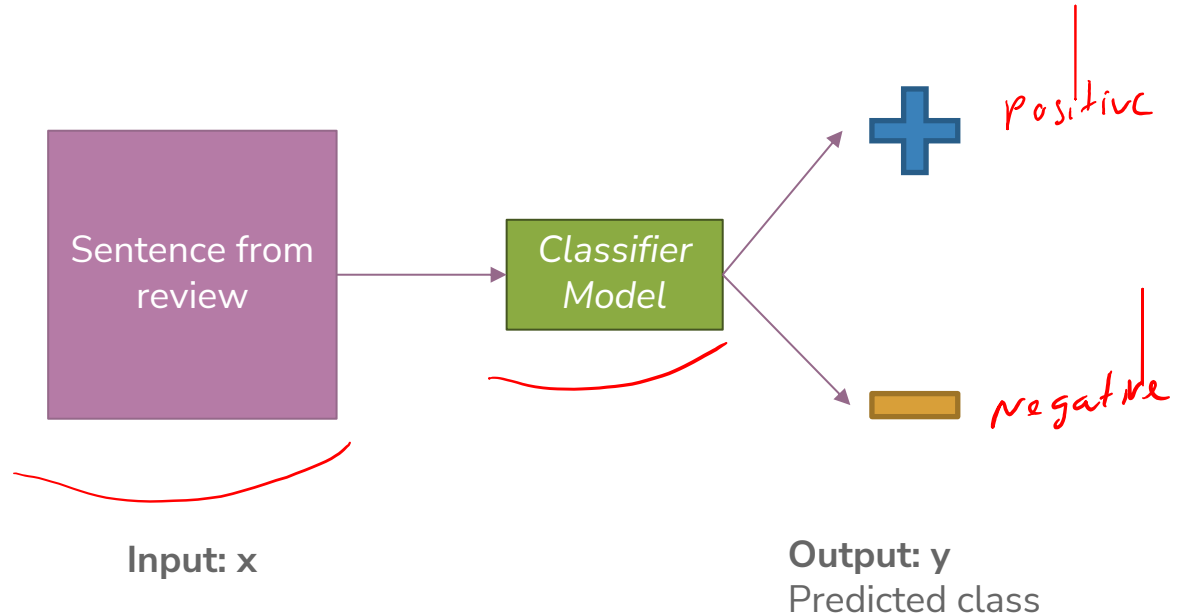 Sentence from
review
Classifier
Model
positive
negative
Input: x
Output: y
Predicted class